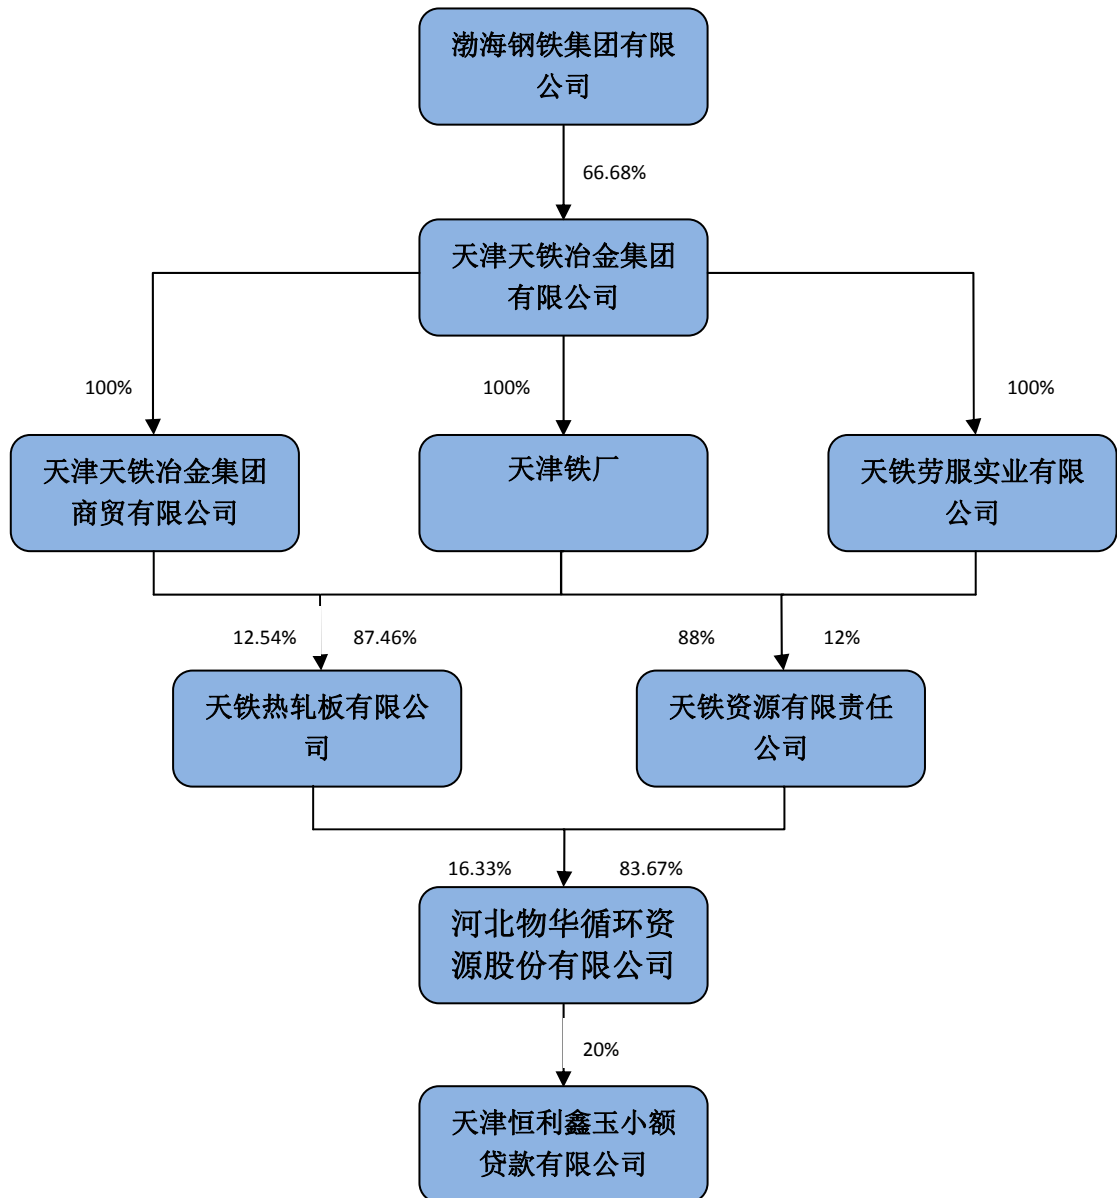 渤海钢铁集团有限
公司
66.68%
天津天铁冶金集团
有限公司
100%
100%
100%
天津天铁冶金集团
商贸有限公司
天津铁厂
天铁劳服实业有限
公司
12.54%
87.46%
88%
12%
天铁热轧板有限公
司
天铁资源有限责任
公司
16.33%
83.67%
河北物华循环资
源股份有限公司
20%
天津恒利鑫玉小额
贷款有限公司